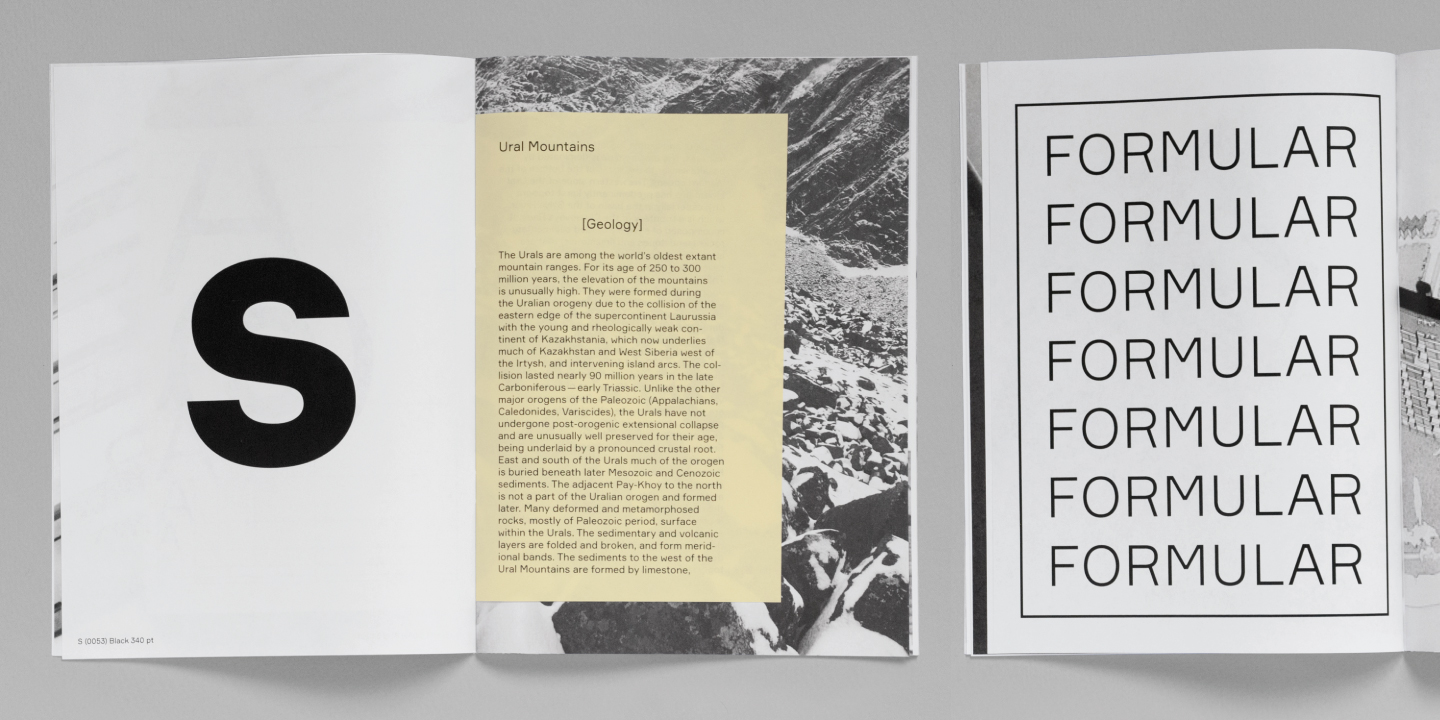 S
S (0053) Black 340 pt
Ural Mountains
[Geology]
The Urals are among the world's oldest extant
mountain ranges. For its age of 250 to 300
million years, the elevation of the mountains
is unusually high. They were formed during
the Uralian orogeny due to the collision of the
eastern edge of the supercontinent Laurussia
with the young and rheologically weak con-
tinent of Kazakhstania, which now underlies
much of Kazakhstan and West Siberia west of
the Irtysh, and intervening island arcs. The col-
lision lasted nearly 90 million years in the late
Carboniferous — early Triassic. Unlike the other
major orogens of the Paleozoic (Appalachians,
Caledonides, Variscides), the Urals have not
undergone post-orogenic extensional collapse
and are unusually well preserved for their age,
being underlaid by a pronounced crustal root.
East and south of the Urals much of the orogen
is buried beneath later Mesozoic and Cenozoic
sediments. The adjacent Pay-Khoy to the north
is not a part of the Uralian orogen and formed
later. Many deformed and metamorphosed
rocks, mostly of Paleozoic period, surface
within the Urals. The sedimentary and volcanic
layers are folded and broken, and form merid-
ional bands. The sediments to the west of the
Ural Mountains are formed by limestone,
FORMULAR
FORMULAR
FORMULAR
FORMULAR
FORMULAR
FORMULAR
FORMULAR